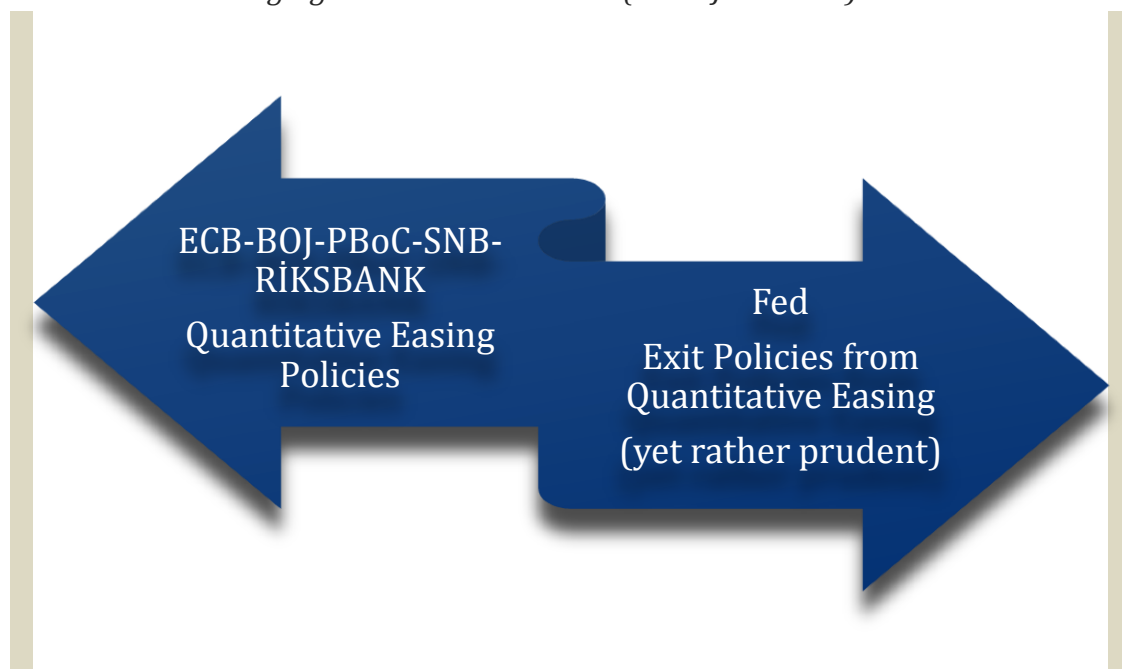 ECB-BOJ-PBoC-SNB-
RİKSBANK
Quantitative Easing
Policies
Fed
Exit Policies from
Quantitative Easing
(yet rather prudent)